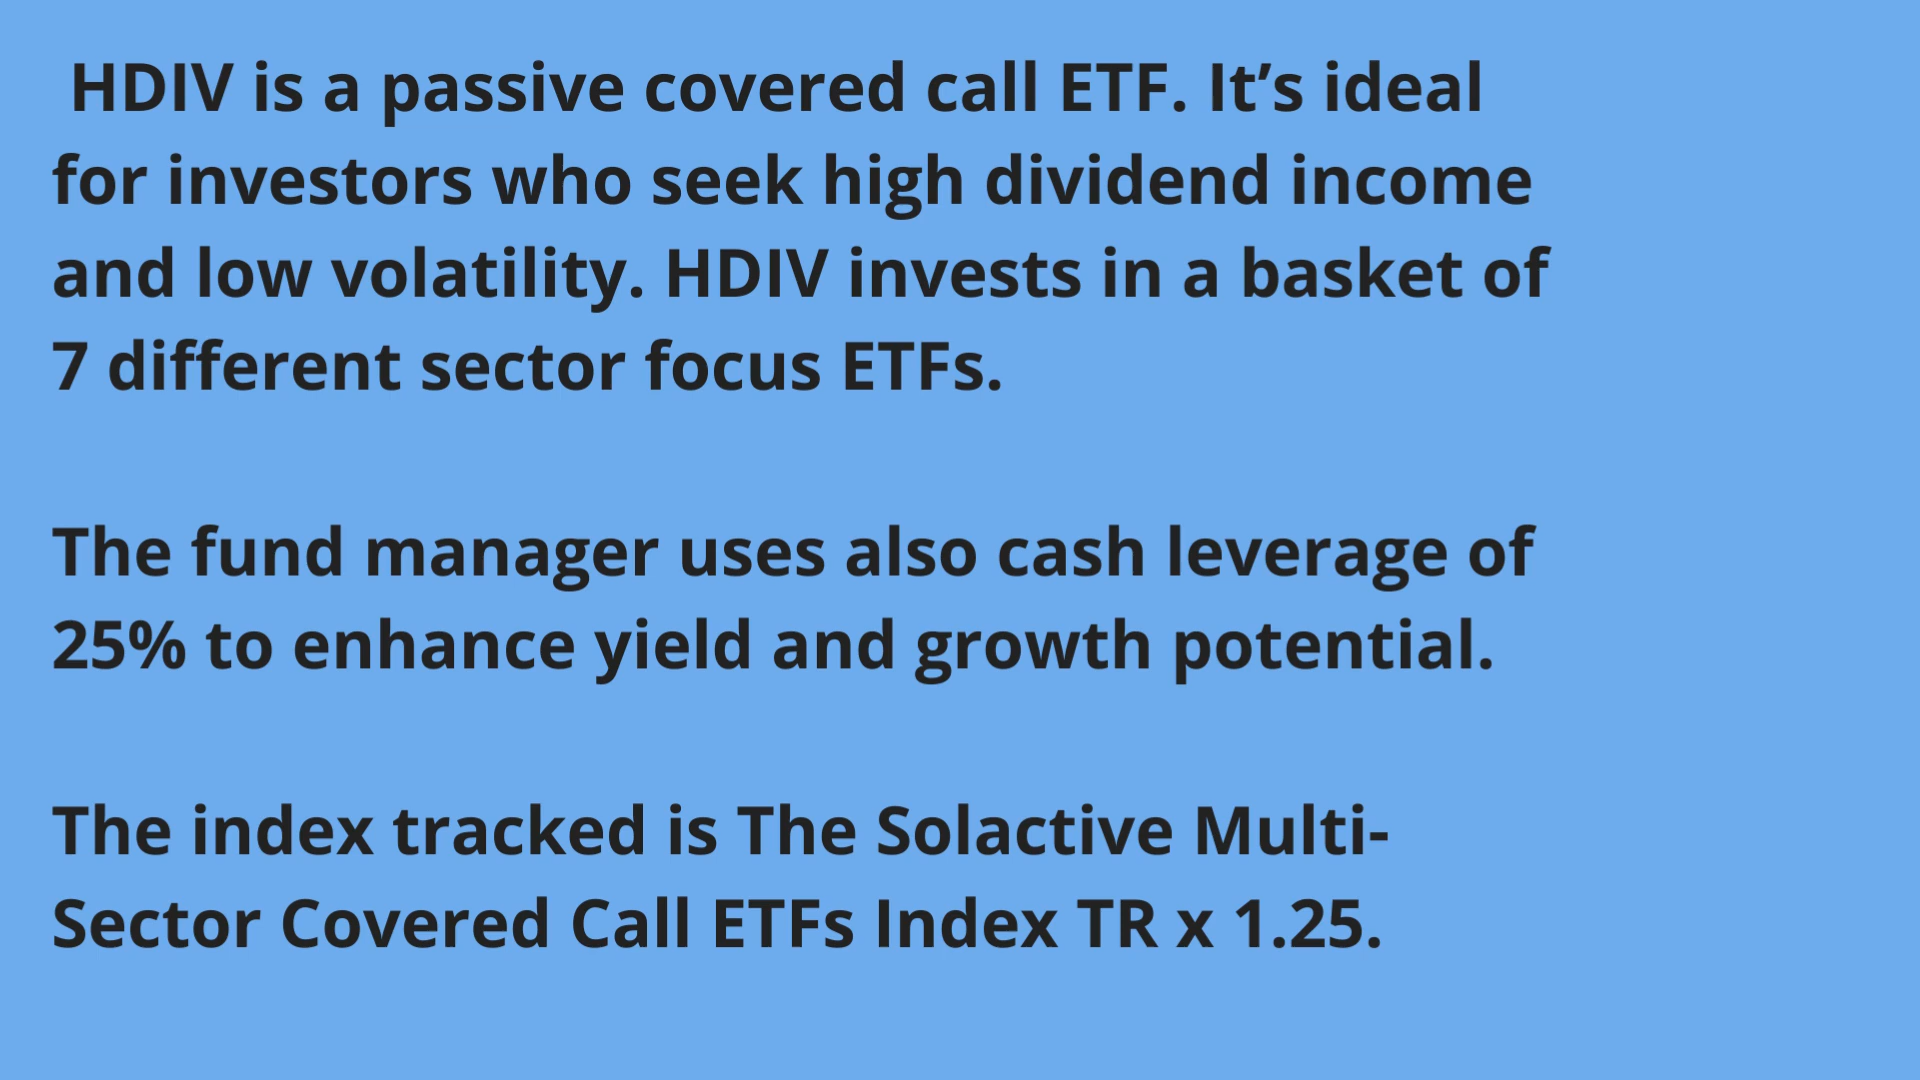 HDIV is a passive covered call ETF. It’s ideal
for investors who seek high dividend income
and low volatility. HDIV invests in a basket of
7 different sector focus ETFs.
The fund manager uses also cash leverage of
25% to enhance yield and growth potential.
The index tracked is The Solactive Multi-
Sector Covered Call ETFs Index TR x 1.25.